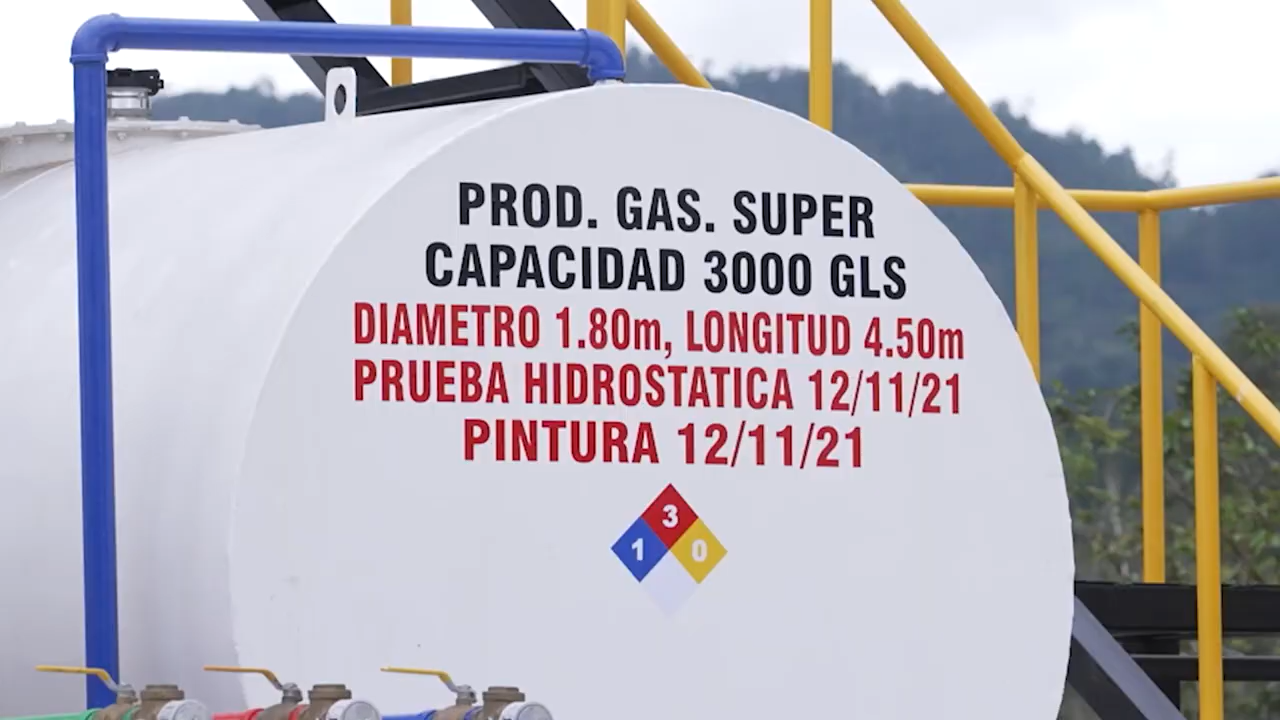 PROD. GAS. SUPER
CAPACIDAD 3000 GLS
DIAMETRO 1.80m, LONGITUD 4.50m
PRUEBA HIDROSTATICA 12/11/21
PINTURA 12/11/21
3
1 0